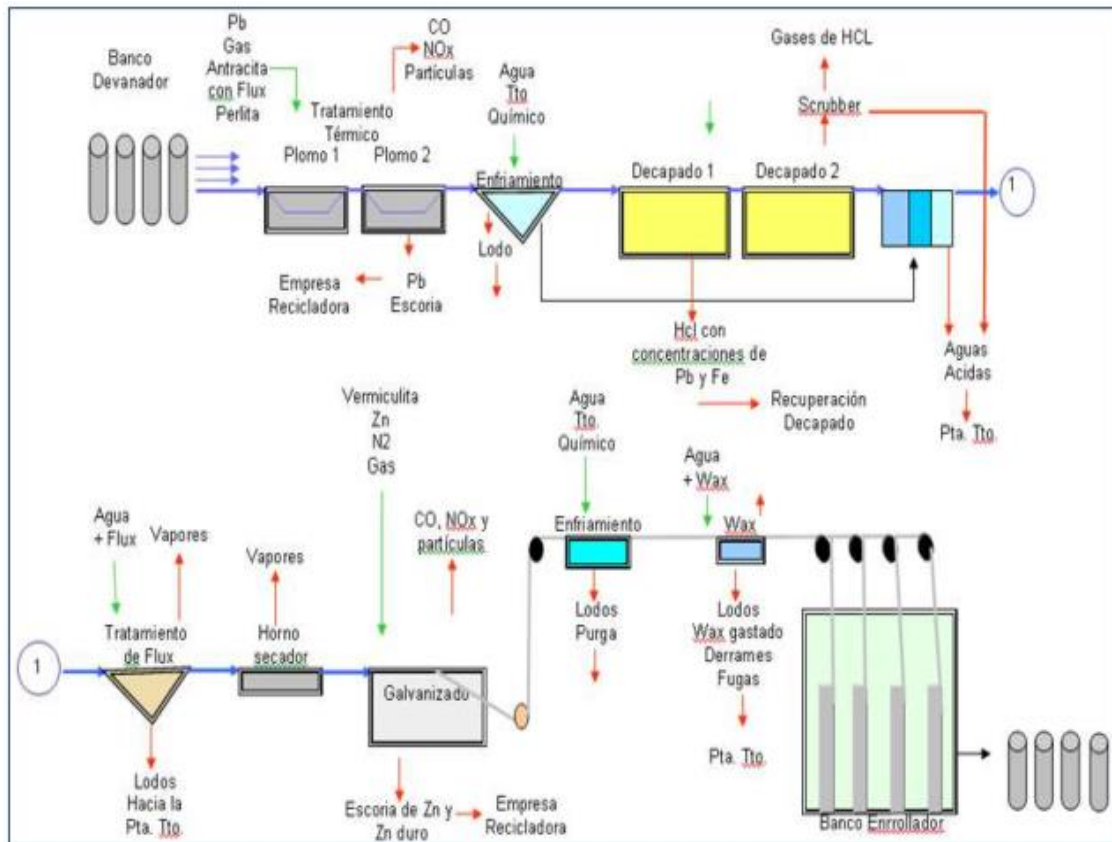 Banco
Devanador
Pb
Gas
Antracita
con Flux
Perlita
CO
NOx
Partículas
Tratamiento
Térmico
Plomo 1
Plomo 2
Agua
Tto
Químico
Enfriamiento
Decapado 1
Decapado 2
Gases de HCL
Scrubber
1
Lodo
Empresa
Recicladora
Pb
Escoria
Hcl con
concentraciones de
Pb y Fe
Recuperación
Decapado
Aguas
Acidas
Pta. Tto.
Agua
+ Flux
Vapores
Vapores
Vermiculita
Zn
N2
Gas
CO, NOx y
partículas
Agua
Tto.
Químico
Agua
+ Wax
Enfriamiento
Wax
1
Tratamiento
de Flux
Horno
secador
Galvanizado
Lodos
Purga
Lodos
Wax gastado
Derrames
Fugas
Pta. Tto.
Lodos
Hacia la
Pta. Tto.
Escoria de Zn y
Zn duro
Empresa
Recicladora
Banco Enrrollador